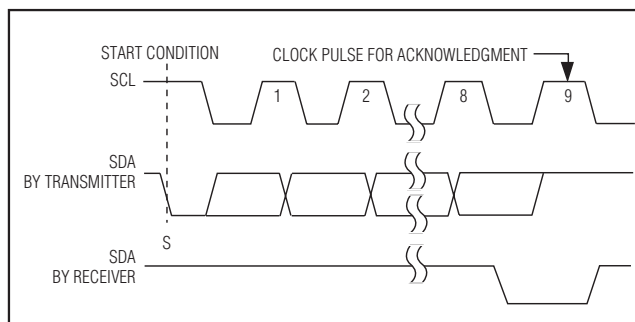 START CONDITION
CLOCK PULSE FOR ACKNOWLEDGMENT
SCL
1
2
8
9
SDA
BY TRANSMITTER
S
SDA
BY RECEIVER